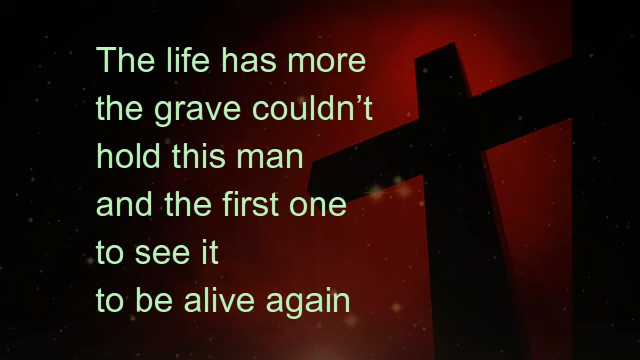 The life has more
the grave couldn’t
hold this man
and the first one
to see it
to be alive again